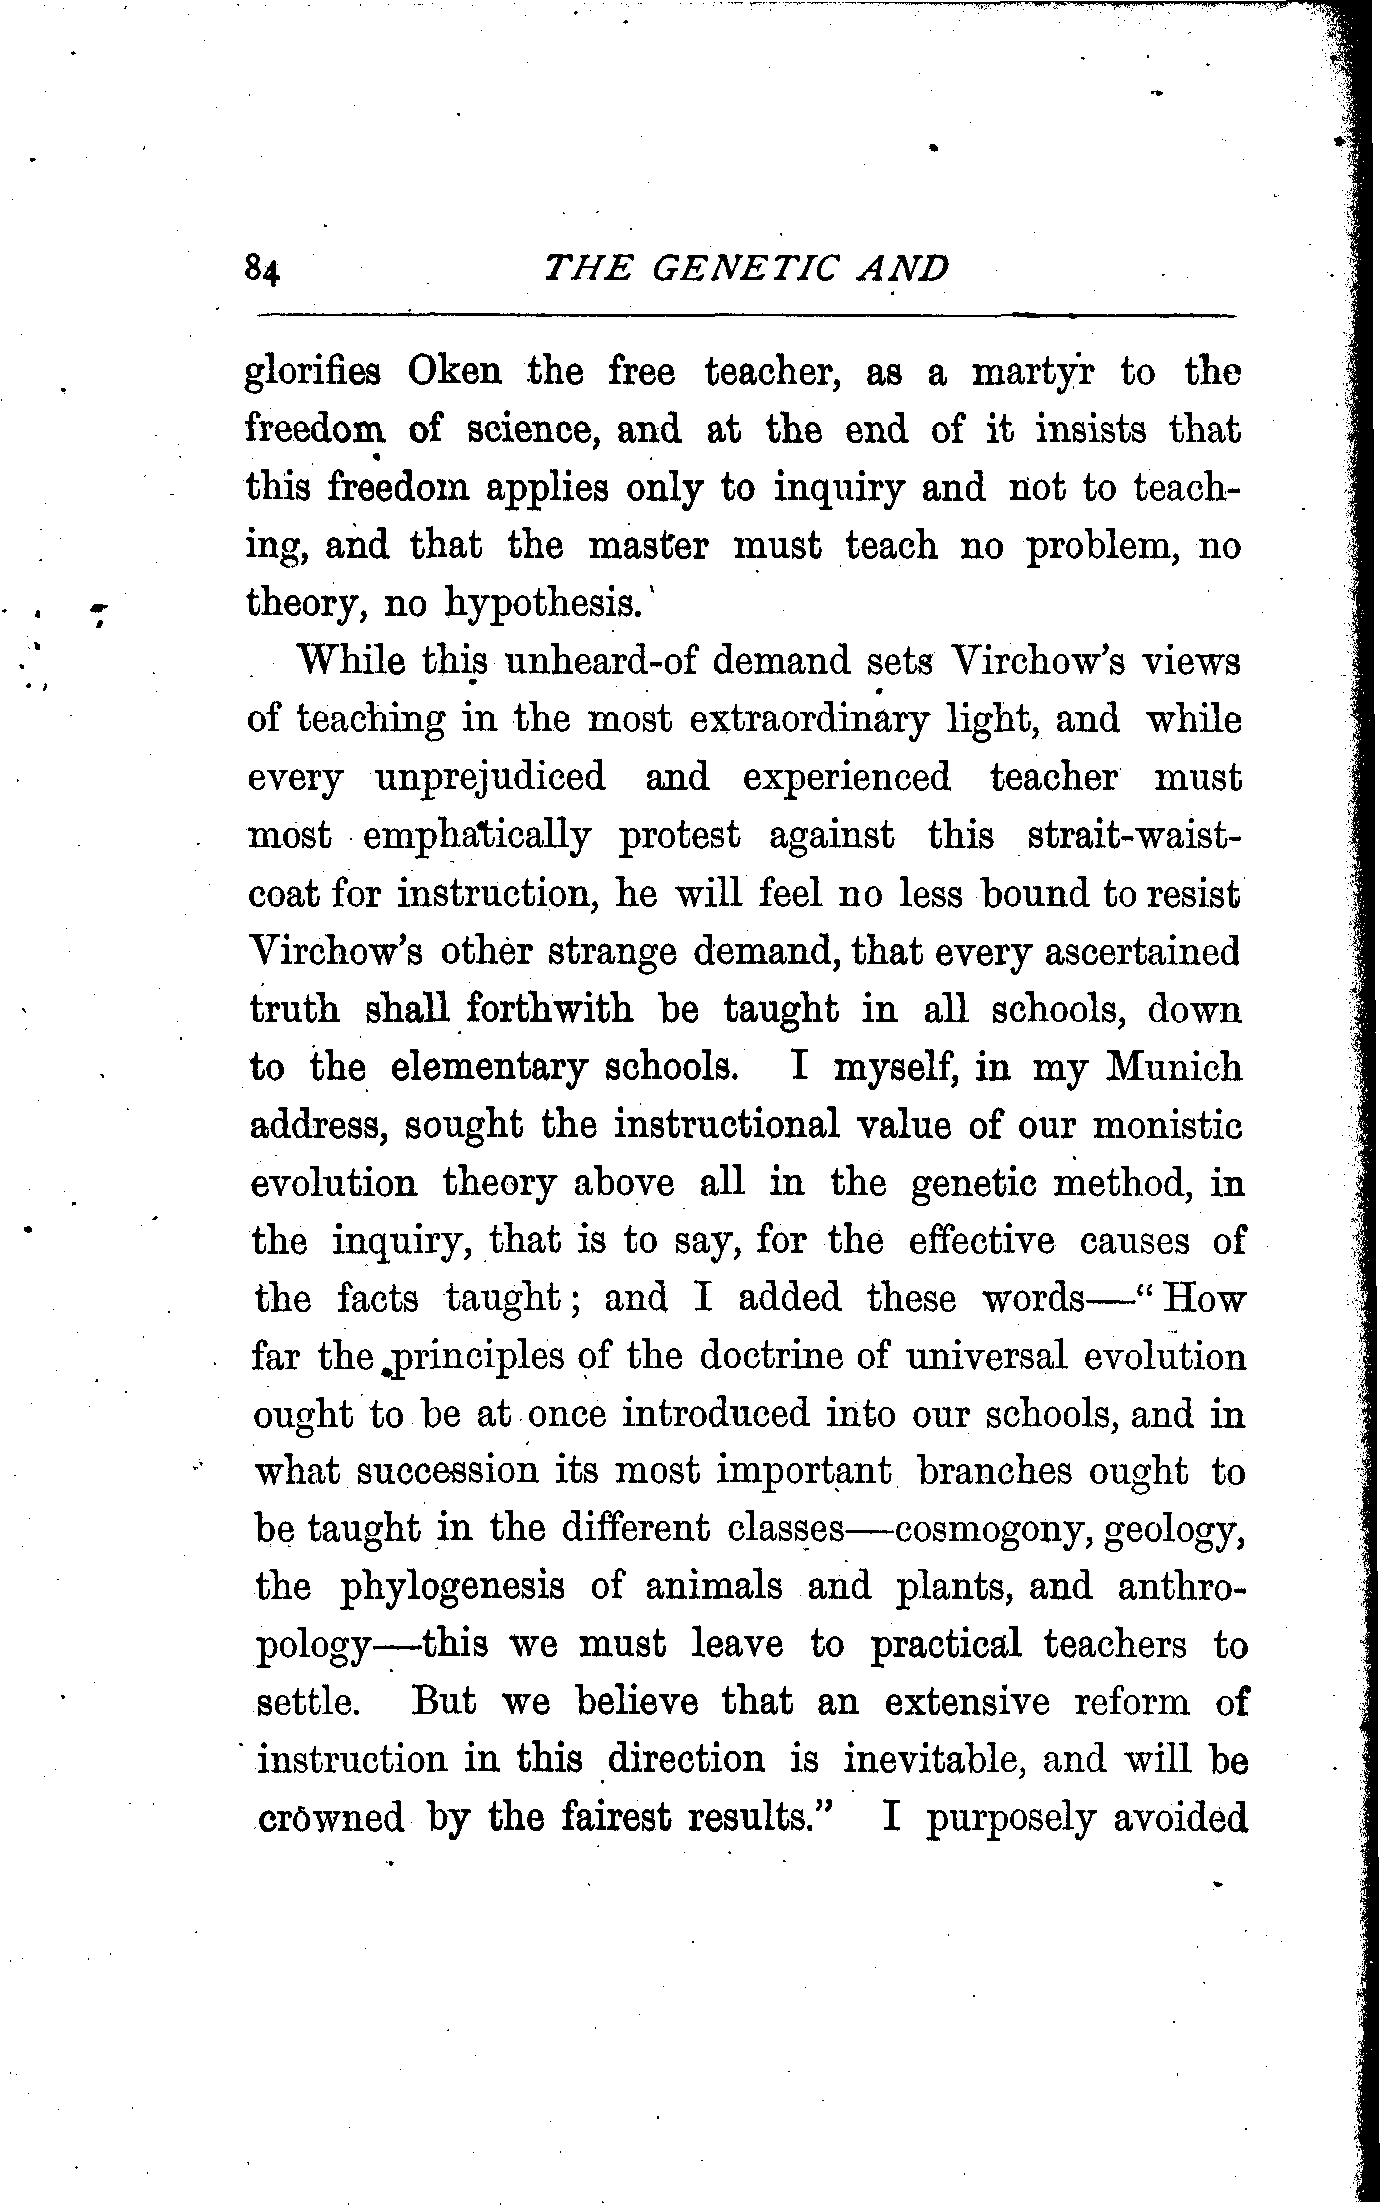 84 THE GENETIC AND
glorifies Oken the free teacher, as a martyr to the
freedom of science, and at the end of it insists that
this freedom applies only to inquiry and not to teach-
ing, and that the master must teach no problem, no
theory, no hypothesis.
While this unheard-of demand sets Virchow's views
of teaching in the most extraordinary light, and while
every unprejudiced and experienced teacher must
most emphatically protest against this strait-waist-
coat for instruction, he will feel no less bound to resist
Virchow's other strange demand, that every ascertained
truth shall forthwith be taught in all schools, down
to the elementary schools. I myself, in my Munich
address, sought the instructional value of our monistic
evolution theory above all in the genetic method, in
the inquiry, that is to say, for the effective causes of
the facts taught; and I added these words—"How
far the principles of the doctrine of universal evolution
ought to be at once introduced into our schools, and in
what succession its most important branches ought to
be taught in the different classes—cosmogony, geology,
the phylogenesis of animals and plants, and anthro-
pology—this we must leave to practical teachers to
settle. But we believe that an extensive reform of
instruction in this direction is inevitable, and will be
crowned by the fairest results." I purposely avoided